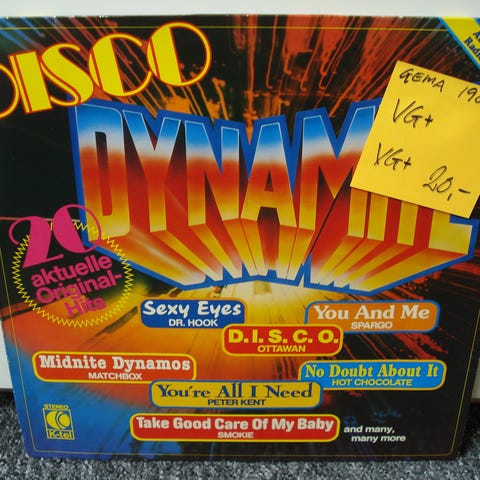 DISCO
DYNAMITE
GEMA
VG+
VG+ 20,-
20
aktuelle
Original-
Hits
Sexy Eyes
DR. HOOK
You And Me
SPARGO
D.I.S.C.O.
OTTAWAN
Midnite Dynamos
MATCHBOX
No Doubt About It
HOT CHOCOLATE
You're All I Need
PETER KENT
Take Good Care Of My Baby
SMOKIE
and many,
many more
STEREO
K-tel